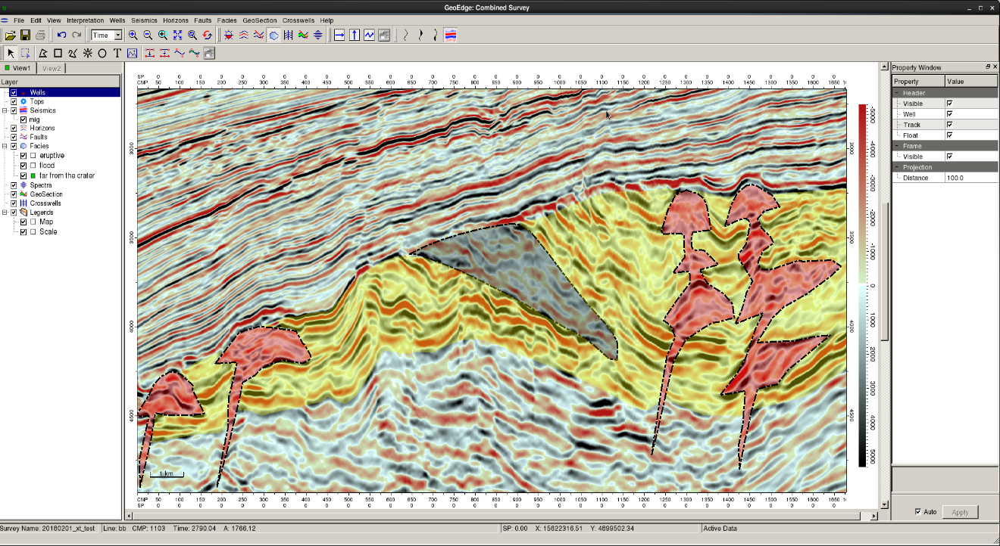 GeoEdge: Combined Survey
File Edit View Interpretation Wells Seismics Horizons Faults Facies GeoSection Crosswells Help
Time
View1 View2
Layer
Wells
Tops
Seismics
mig
Horizons
Faults
Facies
eruptive
flood
far from the crater
Spectra
GeoSection
Crosswells
Legends
Map
Scale
SP 0 0 0 0 0 0 0 0 0 0 0 0 0 0 0 0 0 0 0 0 0 0 0 0 0 0 0 0 0 0 0 0 0
CMP 50 100 150 200 250 300 350 400 450 500 550 600 650 700 750 800 850 900 950 1000 1050 1100 1150 1200 1250 1300 1350 1400 1450 1500 1550 1600 1650
3000
3500
4000
4500
1 km
3000
3500
4000
4500
CMP 50 100 150 200 250 300 350 400 450 500 550 600 650 700 750 800 850 900 950 1000 1050 1100 1150 1200 1250 1300 1350 1400 1450 1500 1550 1600 1650
SP 0 0 0 0 0 0 0 0 0 0 0 0 0 0 0 0 0 0 0 0 0 0 0 0 0 0 0 0 0 0 0 0 0
-5000
-4000
-3000
-2000
-1000
0
1000
2000
3000
4000
5000
Property Window
Property Value
Header
Visible
Well
Track
Float
Frame
Visible
Projection
Distance 100.0
Auto Apply
Survey Name: 20180201_xt_test Line: bb CMP: 1103 Time: 2790.04 A: 1766.12 SP: 0.00 X: 15622316.51 Y: 4899502.34 Active Data